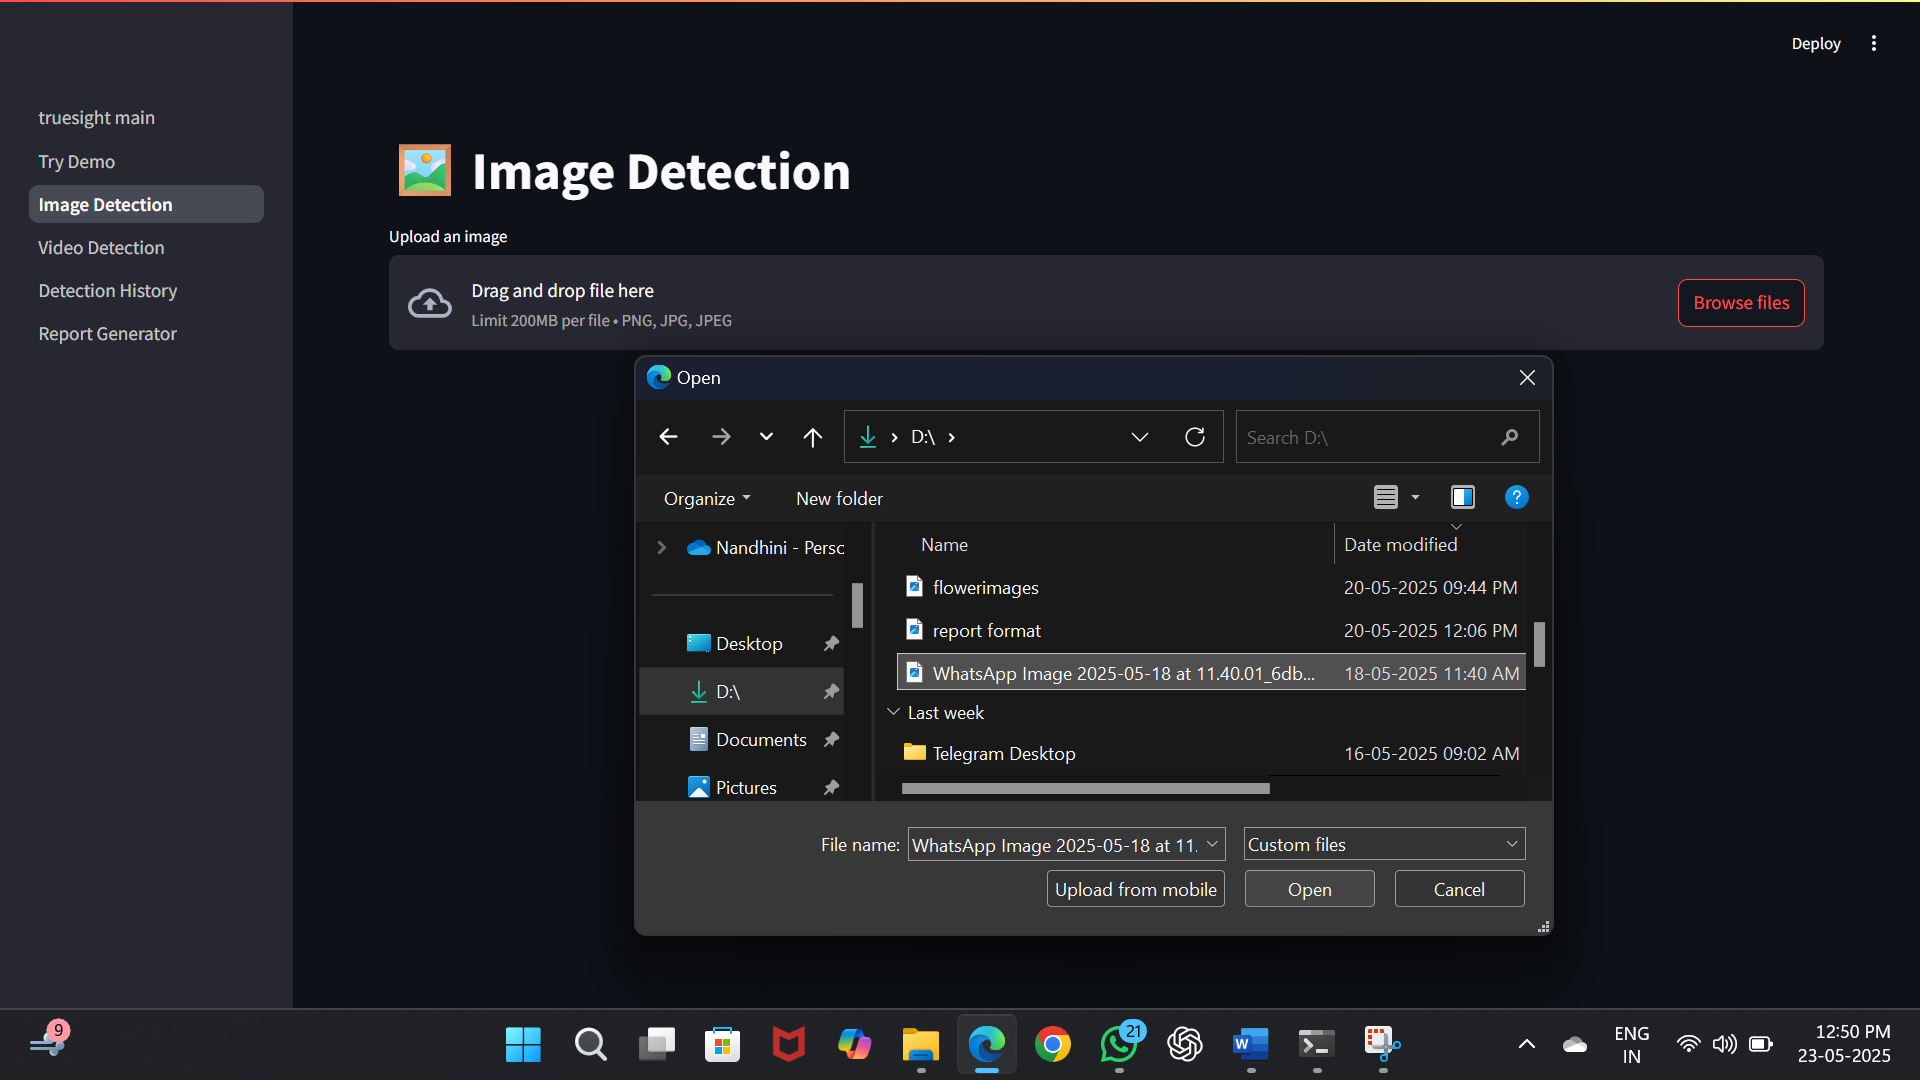 Deploy
truesight main
Try Demo
Image Detection
Video Detection
Detection History
Report Generator
Image Detection
Upload an image
Drag and drop file here
Limit 200MB per file • PNG, JPG, JPEG
Browse files
Open
D:\
Search D:\
Organize
New folder
?
Nandhini - Persc
Desktop
D:\
Documents
Pictures
Name
Date modified
flowerimages
20-05-2025 09:44 PM
report format
20-05-2025 12:06 PM
WhatsApp Image 2025-05-18 at 11.40.01_6db...
18-05-2025 11:40 AM
Last week
Telegram Desktop
16-05-2025 09:02 AM
File name:
WhatsApp Image 2025-05-18 at 11.
Custom files
Upload from mobile
Open
Cancel
9
21
W
ENG
IN
12:50 PM
23-05-2025